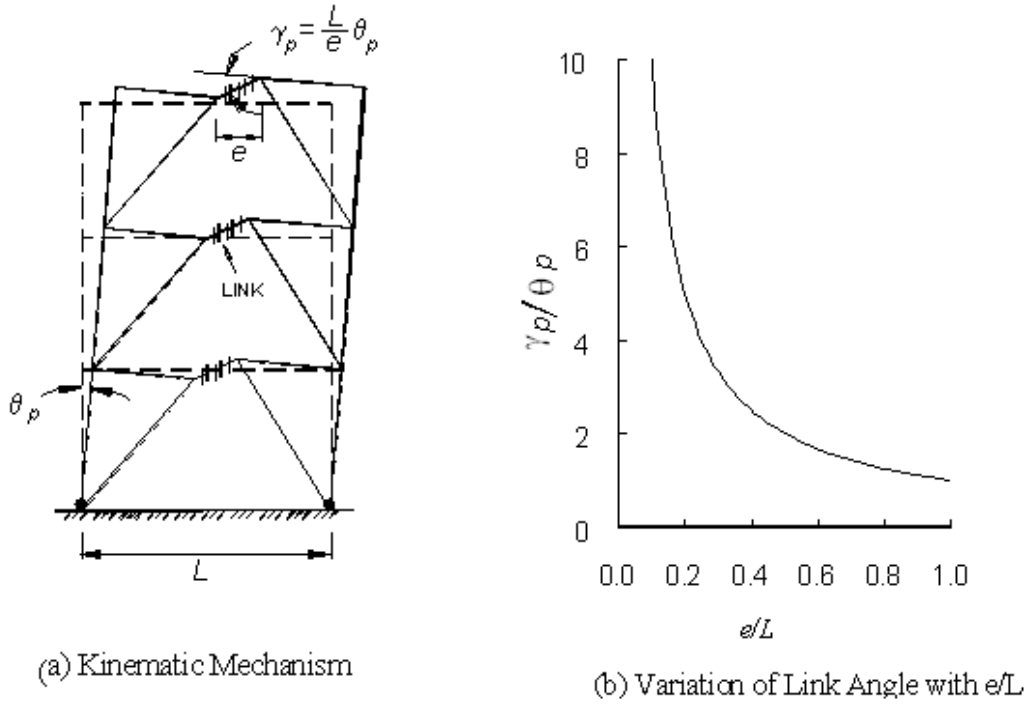 γp = L/e θp
e
LINK
θp
L
(a) Kinematic Mechanism
10
8
6
4
2
0
γp/θp
0.0 0.2 0.4 0.6 0.8 1.0
e/L
(b) Variation of Link Angle with e/L